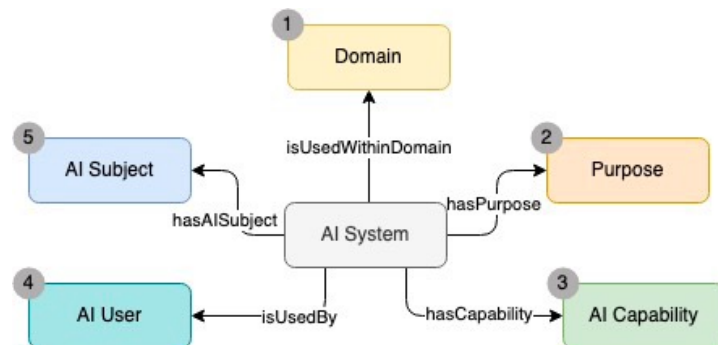 1
Domain
isUsedWithinDomain
5
AI Subject
2
Purpose
hasAISubject
hasPurpose
AI System
4
AI User
isUsedBy
hasCapability
3
AI Capability